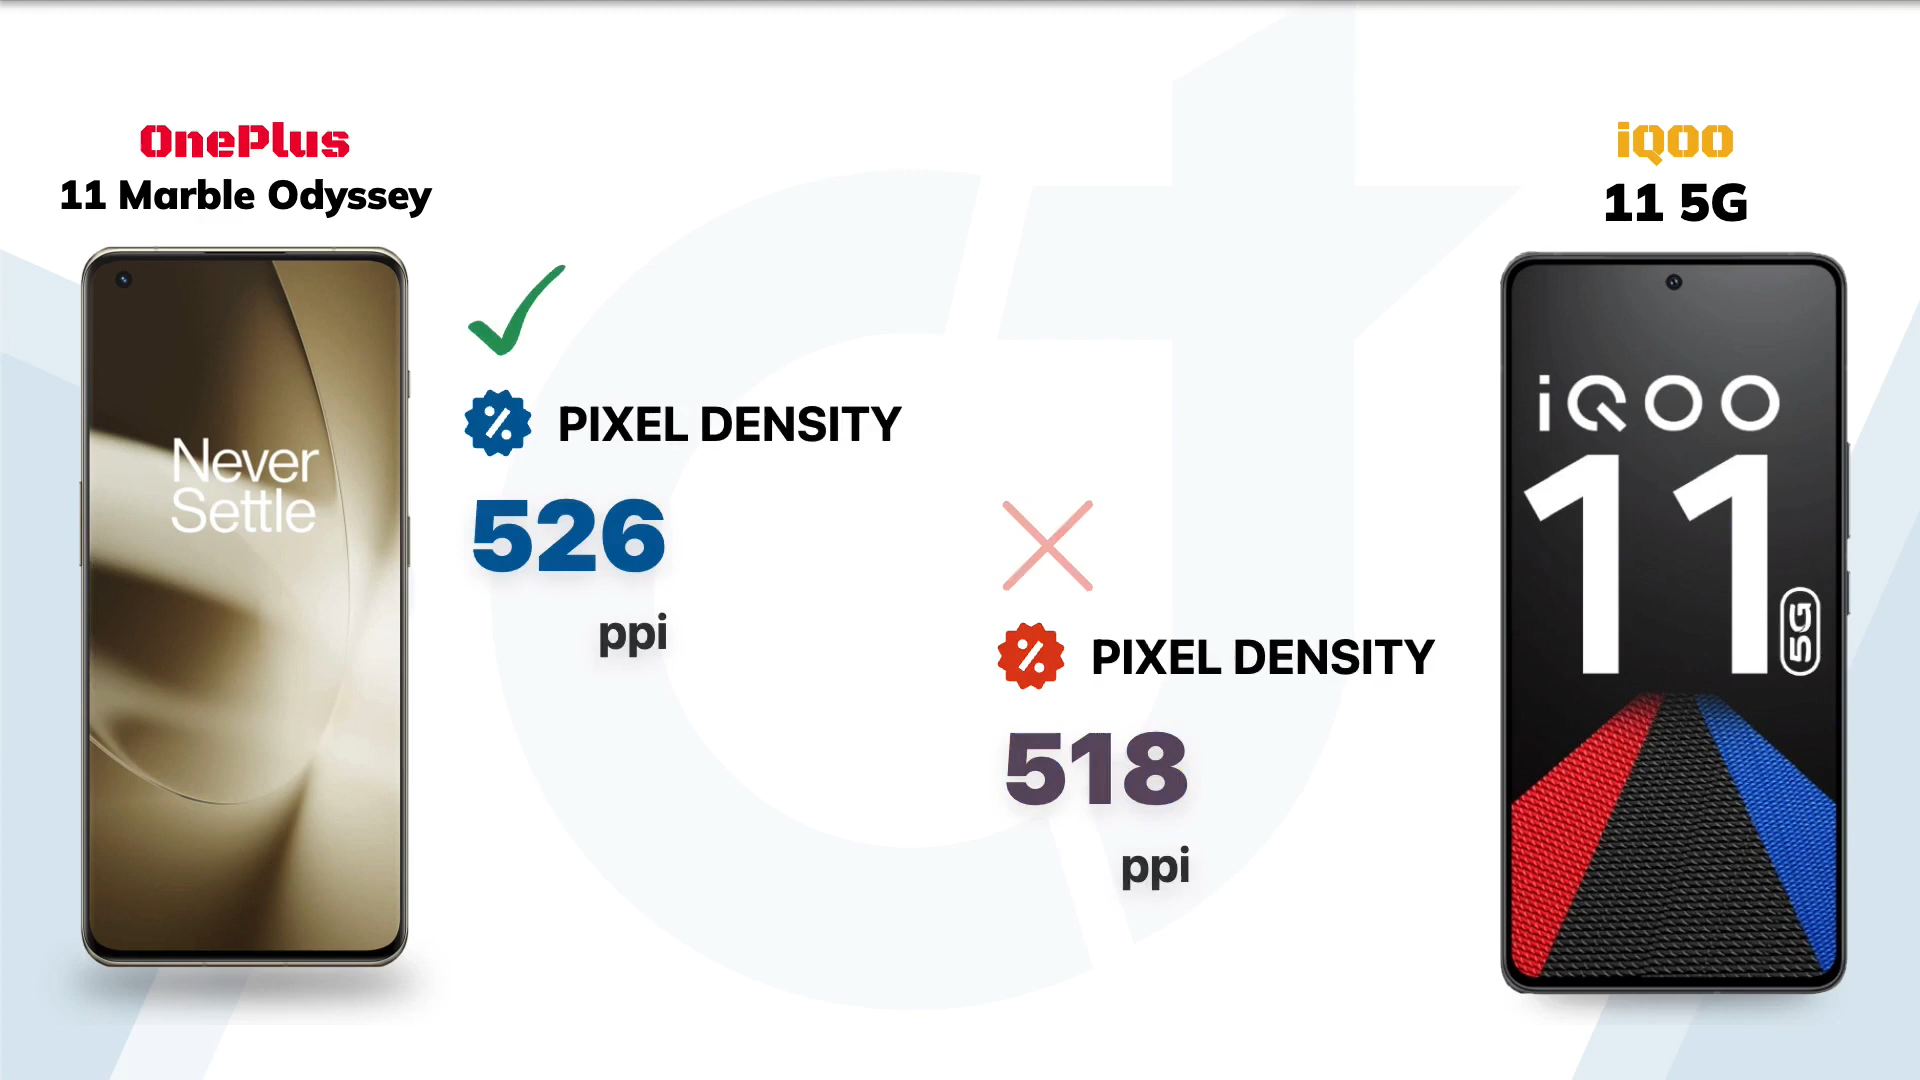 OnePlus
11 Marble Odyssey
Never
Settle
PIXEL DENSITY
526
ppi
iQOO
11 5G
iQOO
11
5G
PIXEL DENSITY
518
ppi